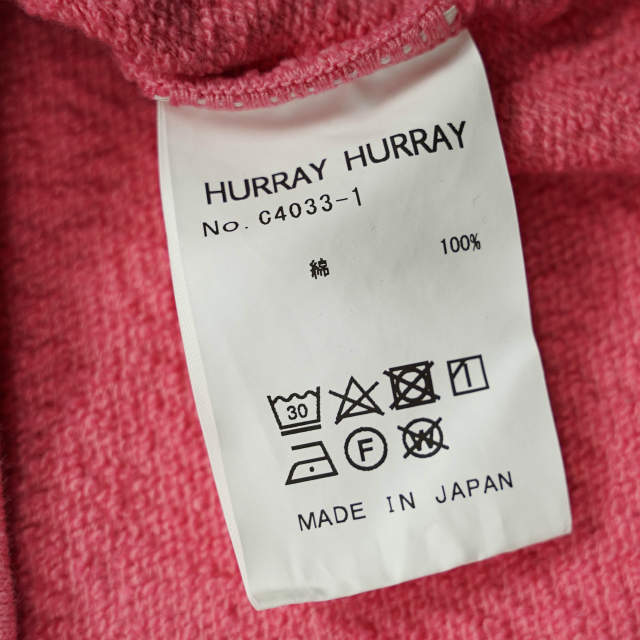 HURRAY HURRAY
No. C4033-1
綿 100%
30
F W
MADE IN JAPAN